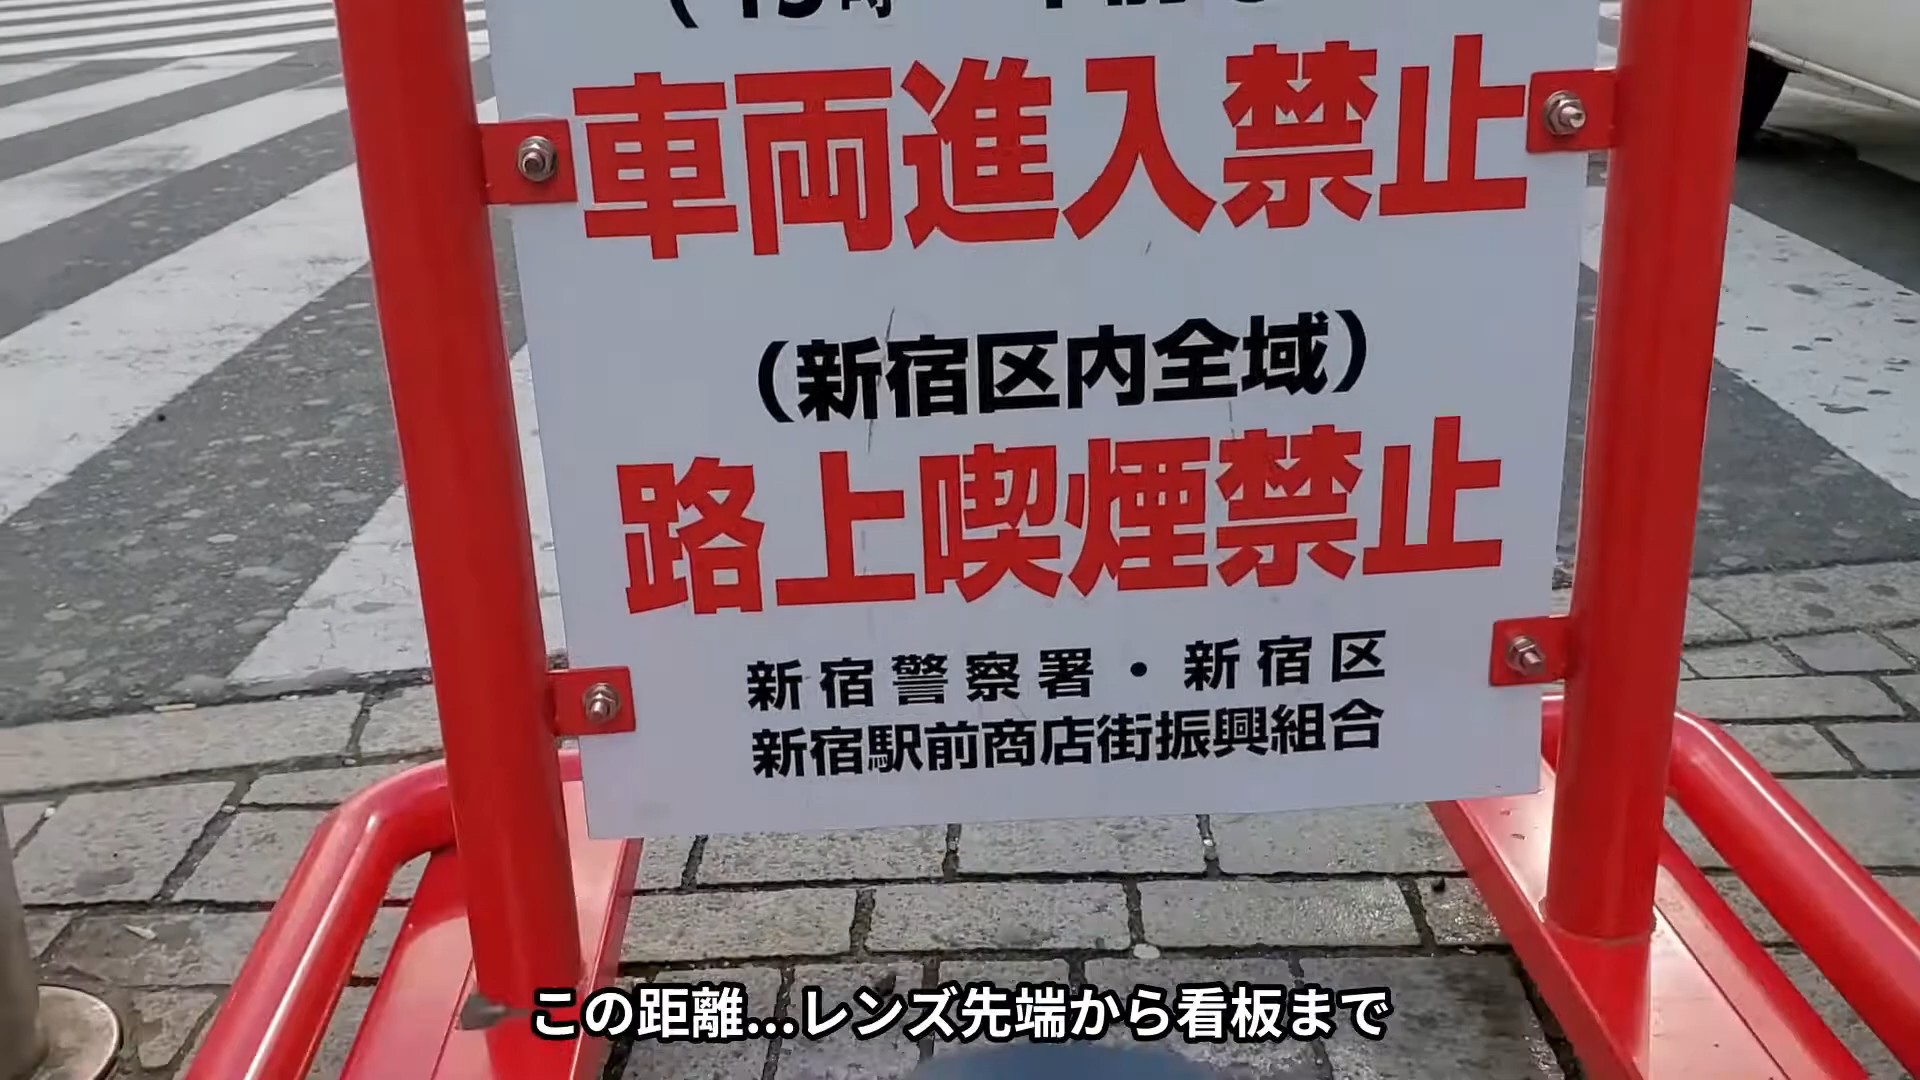 車両進入禁止
（新宿区内全域）
路上喫煙禁止
新宿警察署・新宿区
新宿駅前商店街振興組合
この距離...レンズ先端から看板まで